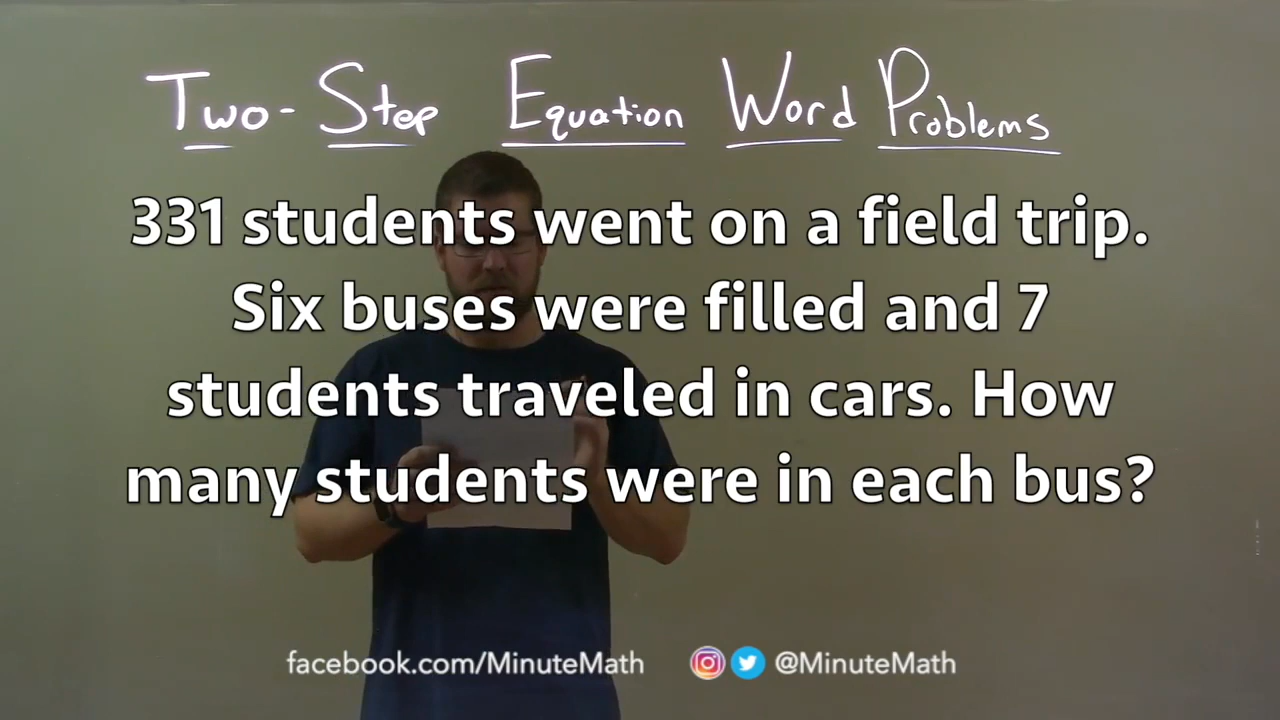 Two-Step Equation Word Problems
331 students went on a field trip.
Six buses were filled and 7
students traveled in cars. How
many students were in each bus?
facebook.com/MinuteMath @MinuteMath